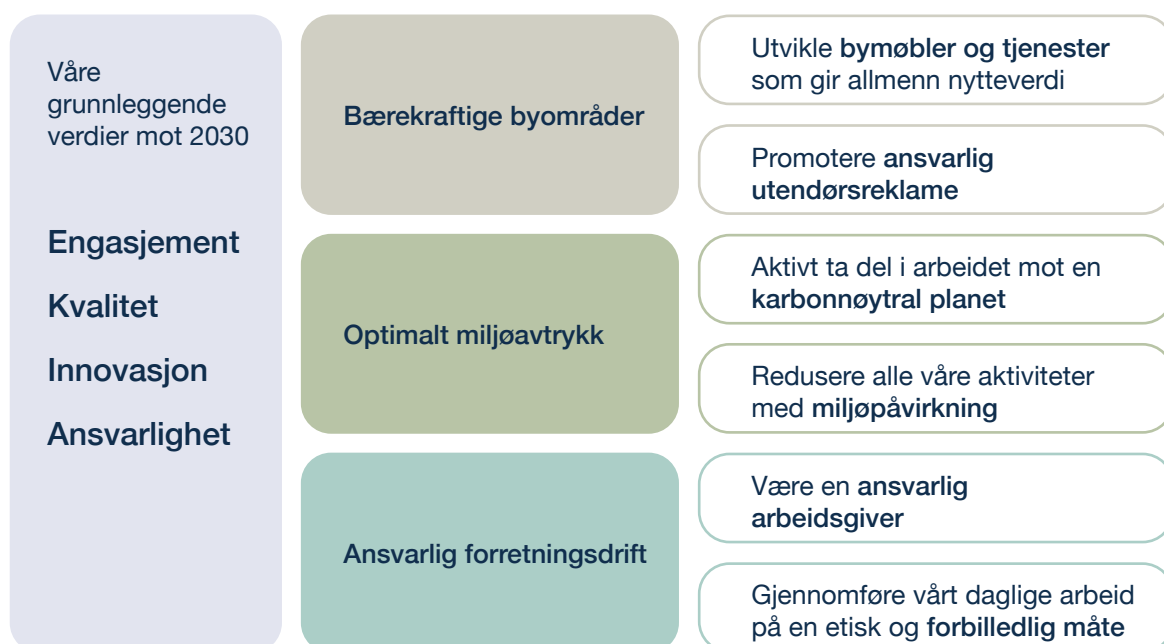 Våre
grunnleggende
verdier mot 2030
Engasjement
Kvalitet
Innovasjon
Ansvarlighet
Bærekraftige byområder
Utvikle bymøbler og tjenester
som gir allmenn nytteverdi
Promotere ansvarlig
utendørsreklame
Optimalt miljøavtrykk
Aktivt ta del i arbeidet mot en
karbonnøytral planet
Redusere alle våre aktiviteter
med miljøpåvirkning
Ansvarlig forretningsdrift
Være en ansvarlig
arbeidsgiver
Gjennomføre vårt daglige arbeid
på en etisk og forbilledlig måte